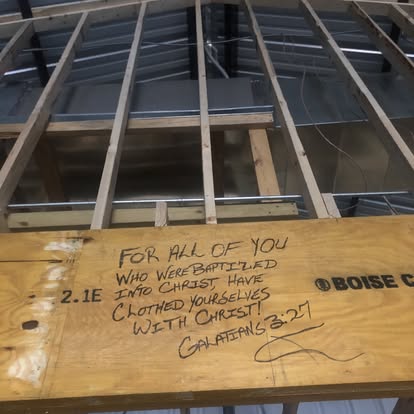 FOR ALL OF YOU
WHO WERE BAPTIZED
INTO CHRIST HAVE
CLOTHED YOURSELVES
WITH CHRIST!
GALATIANS 3:27
2.1E
BOISE C